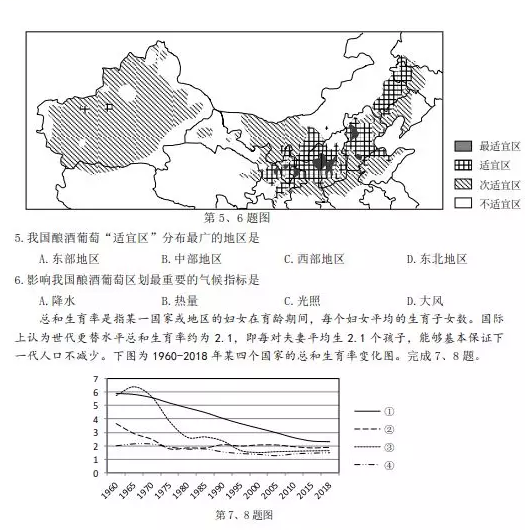 最适宜区
适宜区
次适宜区
不适宜区
第5、6题图
5.我国酿酒葡萄“适宜区”分布最广的地区是
A.东部地区 B.中部地区 C.西部地区 D.东北地区
6.影响我国酿酒葡萄区划最重要的气候指标是
A.降水 B.热量 C.光照 D.大风
总和生育率是指某一国家或地区的妇女在育龄期间，每个妇女平均的生育子女数。国际
上认为世代更替水平总和生育率约为2.1，即每对夫妻平均生2.1个孩子，能够基本保证下
一代人口不减少。下图为1960-2018年某四个国家的总和生育率变化图。完成7、8题。
7
6
5
4
3
2
1
0
1960 1965 1970 1975 1980 1985 1990 1995 2000 2005 2010 2015 2018
①
②
③
④
第7、8题图